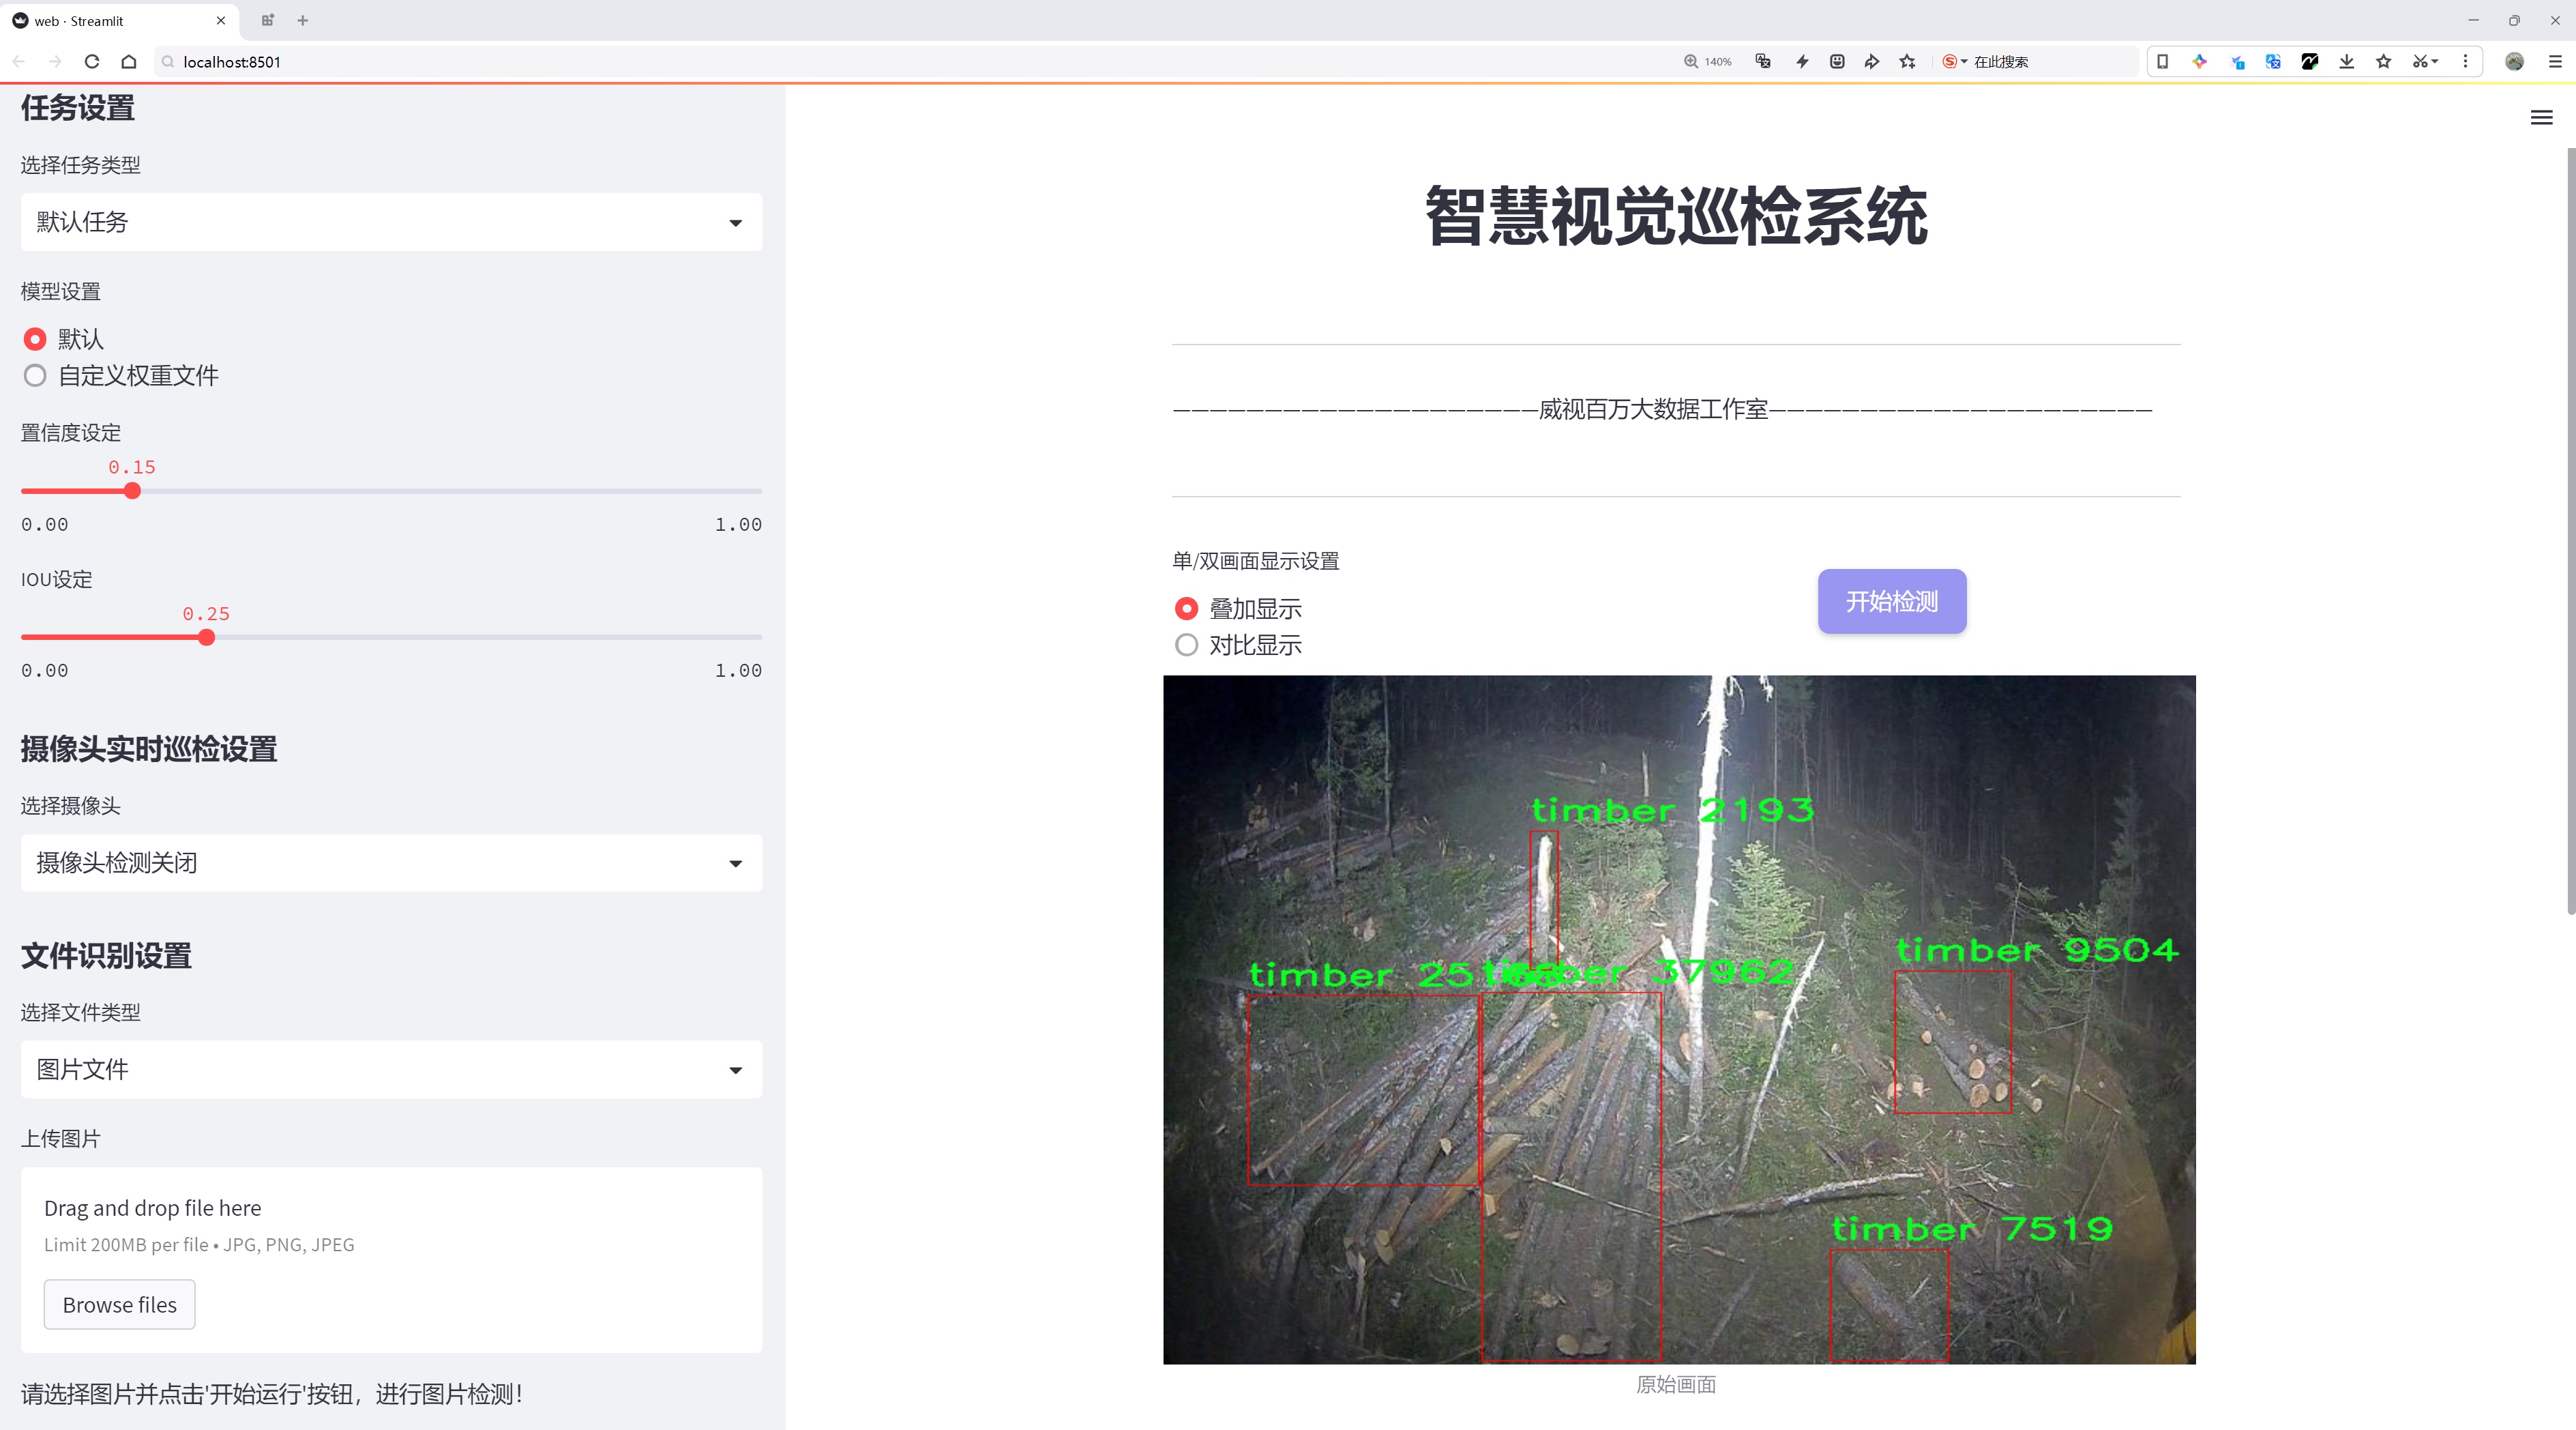 web · Streamlit
localhost:8501
140%
在此搜索
任务设置
选择任务类型
默认任务
模型设置
默认
自定义权重文件
置信度设定
0.15
0.00
1.00
IOU设定
0.25
0.00
1.00
摄像头实时巡检设置
选择摄像头
摄像头检测关闭
文件识别设置
选择文件类型
图片文件
上传图片
Drag and drop file here
Limit 200MB per file • JPG, PNG, JPEG
Browse files
请选择图片并点击'开始运行'按钮，进行图片检测！
智慧视觉巡检系统
—————————————————————威视百万大数据工作室—————————————————————
单/双画面显示设置
叠加显示
对比显示
开始检测
timber 2193
timber 9504
timber
timber 37962
timber 7519
原始画面